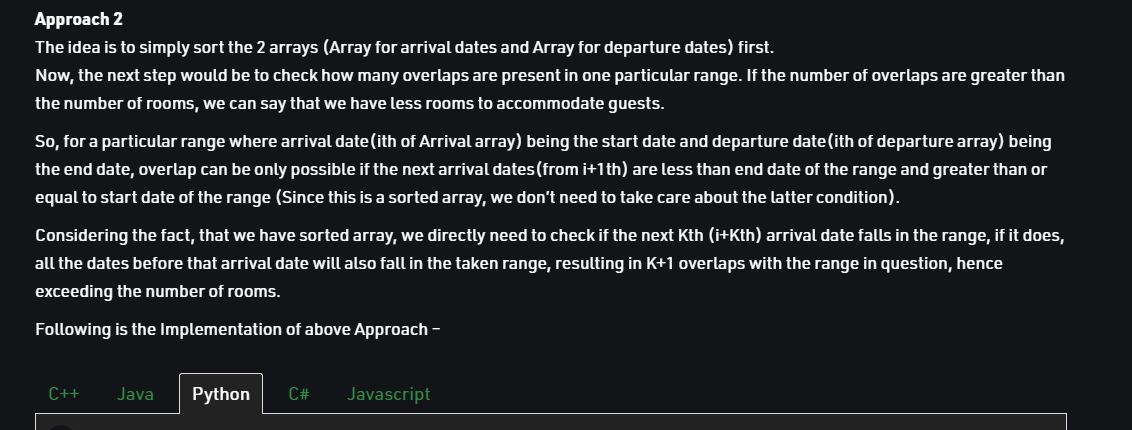 Approach 2
The idea is to simply sort the 2 arrays (Array for arrival dates and Array for departure dates) first.
Now, the next step would be to check how many overlaps are present in one particular range. If the number of overlaps are greater than
the number of rooms, we can say that we have less rooms to accommodate guests.
So, for a particular range where arrival date(ith of Arrival array) being the start date and departure date(ith of departure array) being
the end date, overlap can be only possible if the next arrival dates(from i+1th) are less than end date of the range and greater than or
equal to start date of the range (Since this is a sorted array, we don’t need to take care about the latter condition).
Considering the fact, that we have sorted array, we directly need to check if the next Kth (i+Kth) arrival date falls in the range, if it does,
all the dates before that arrival date will also fall in the taken range, resulting in K+1 overlaps with the range in question, hence
exceeding the number of rooms.
Following is the Implementation of above Approach –
C++ Java Python C# Javascript